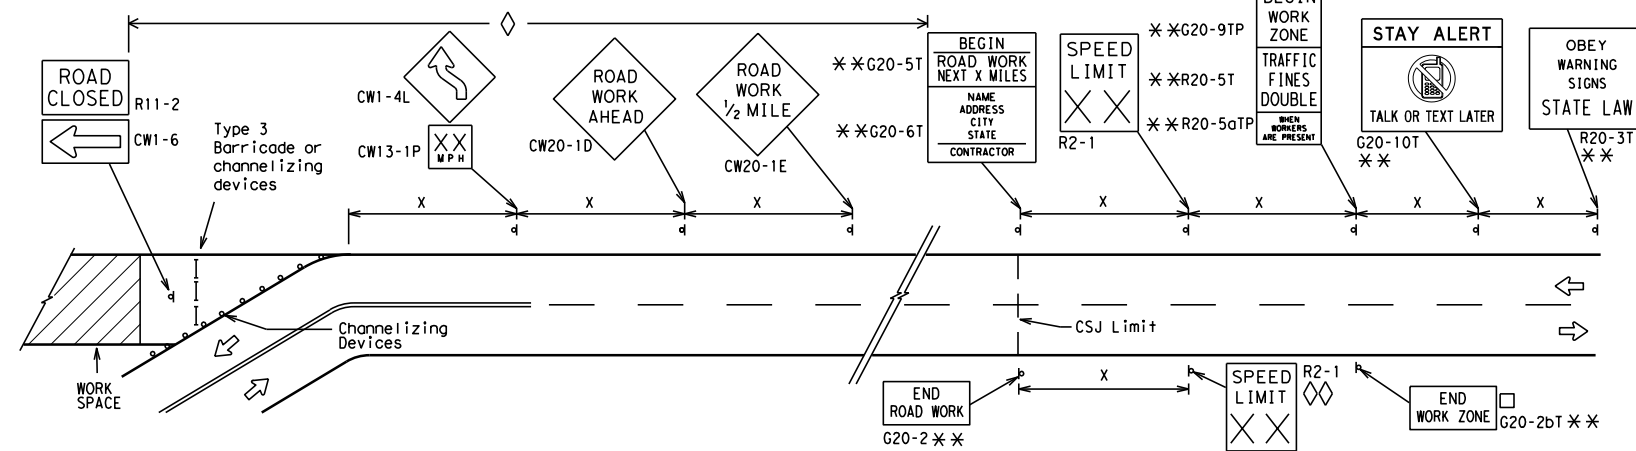 ROAD
CLOSED
R11-2
CW1-6
Type 3
Barricade or
channelizing
devices
CW1-4L
CW13-1P
XX
MPH
ROAD
WORK
AHEAD
CW20-1D
ROAD
WORK
1/2 MILE
CW20-1E
**G20-5T
**G20-6T
BEGIN
ROAD WORK
NEXT X MILES
NAME
ADDRESS
CITY
STATE
CONTRACTOR
SPEED
LIMIT
XX
R2-1
**G20-9TP
**R20-5T
**R20-5aTP
BEGIN
WORK
ZONE
TRAFFIC
FINES
DOUBLE
WHEN
WORKERS
ARE PRESENT
STAY ALERT
TALK OR TEXT LATER
G20-10T
**
OBEY
WARNING
SIGNS
STATE LAW
R20-3T
**
X
X
X
X
X
X
X
Channelizing
Devices
WORK
SPACE
CSJ Limit
END
ROAD WORK
G20-2**
X
SPEED
LIMIT
XX
R2-1
END
WORK ZONE
G20-2bT **